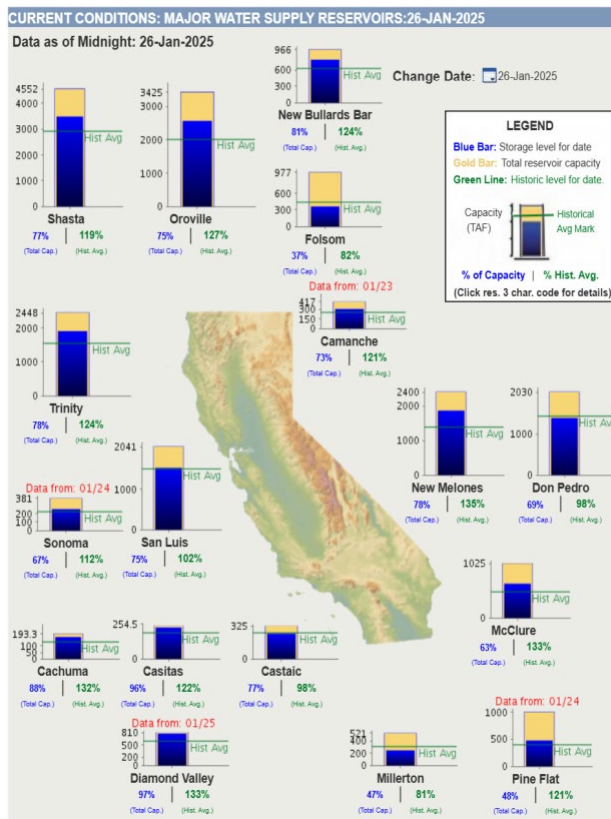 CURRENT CONDITIONS: MAJOR WATER SUPPLY RESERVOIRS:26-JAN-2025
Data as of Midnight: 26-Jan-2025
Change Date: 26-Jan-2025
4552
4000
3000
2000
1000
0
Hist Avg
Shasta
77% | 119%
(Total Cap.) (Hist. Avg.)
3425
3000
2000
1000
0
Hist Avg
Oroville
75% | 127%
(Total Cap.) (Hist. Avg.)
966
600
300
0
Hist Avg
New Bullards Bar
81% | 124%
(Total Cap.) (Hist. Avg.)
977
600
300
0
Hist Avg
Folsom
37% | 82%
(Total Cap.) (Hist. Avg.)
LEGEND
Blue Bar: Storage level for date
Gold Bar: Total reservoir capacity
Green Line: Historic level for date.
Capacity
(TAF)
Historical
Avg Mark
% of Capacity | % Hist. Avg.
(Click res. 3 char. code for details)
Data from: 01/23
417
300
150
0
Hist Avg
Camanche
73% | 121%
(Total Cap.) (Hist. Avg.)
2448
2000
1000
0
Hist Avg
Trinity
78% | 124%
(Total Cap.) (Hist. Avg.)
2400
2000
1000
0
Hist Avg
New Melones
78% | 135%
(Total Cap.) (Hist. Avg.)
2030
1000
0
Hist Av
Don Pedro
69% | 98%
(Total Cap.) (Hist. Avg.)
Data from: 01/24
381
200
100
0
Hist Avg
Sonoma
67% | 112%
(Total Cap.) (Hist. Avg.)
2041
1000
0
Hist Avg
San Luis
75% | 102%
(Total Cap.) (Hist. Avg.)
1025
0
Hist Avg
McClure
63% | 133%
(Total Cap.) (Hist. Avg.)
193.3
100
50
0
Hist Avg
Cachuma
88% | 132%
(Total Cap.) (Hist. Avg.)
254.5
0
Hist Avg
Casitas
96% | 122%
(Total Cap.) (Hist. Avg.)
325
0
Hist Avg
Castaic
77% | 98%
(Total Cap.) (Hist. Avg.)
Data from: 01/25
810
500
200
0
Hist Avg
Diamond Valley
97% | 133%
(Total Cap.) (Hist. Avg.)
521
400
200
0
Hist Avg
Millerton
47% | 81%
(Total Cap.) (Hist. Avg.)
Data from: 01/24
1000
500
0
Hist Avg
Pine Flat
48% | 121%
(Total Cap.) (Hist. Avg.)